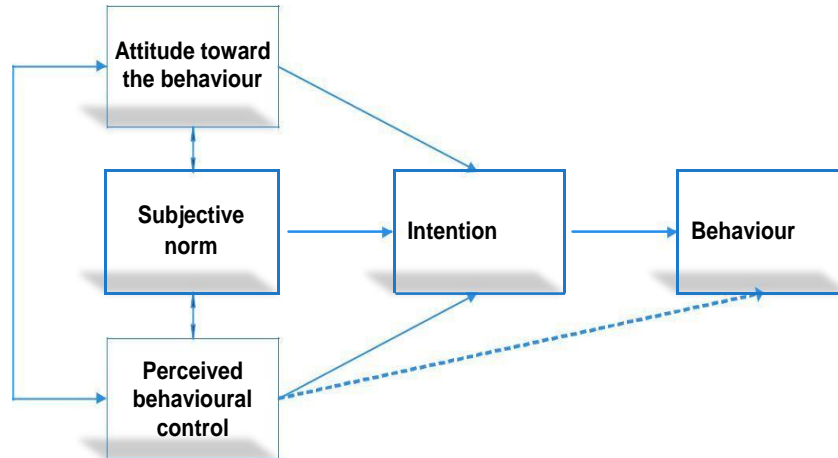 Attitude toward
the behaviour
Subjective
norm
Intention
Behaviour
Perceived
behavioural
control